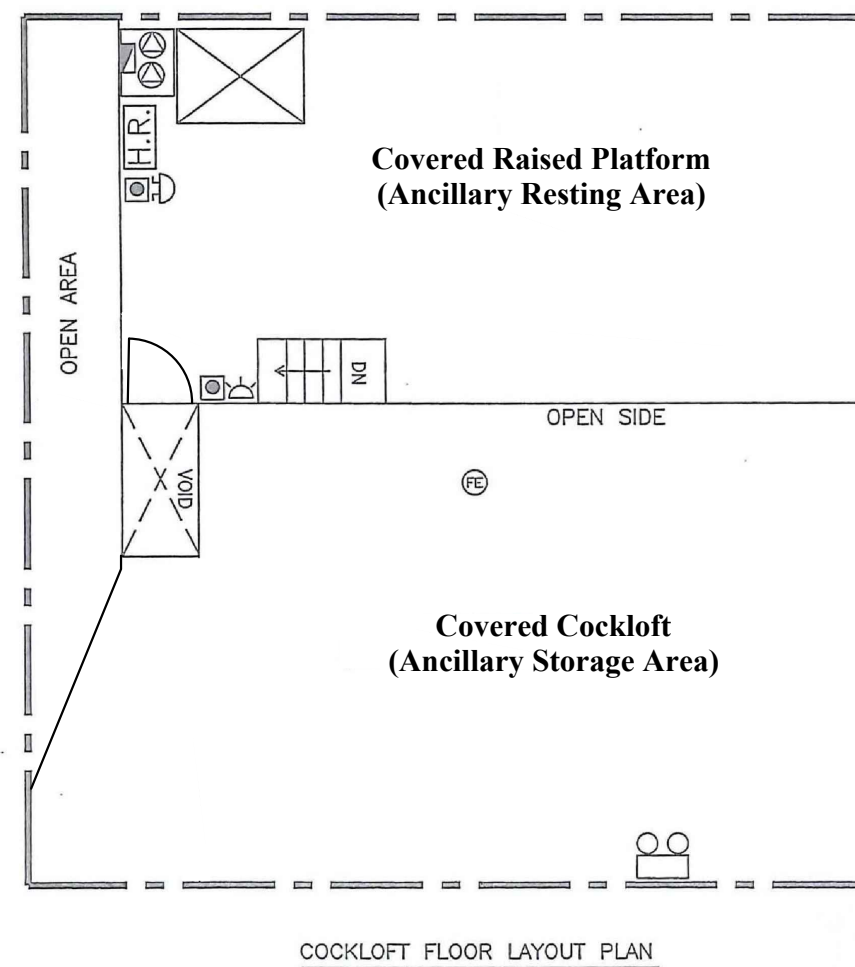 H.R.
Covered Raised Platform
(Ancillary Resting Area)
OPEN AREA
DN
OPEN SIDE
VOID
FE
Covered Cockloft
(Ancillary Storage Area)
COCKLOFT FLOOR LAYOUT PLAN